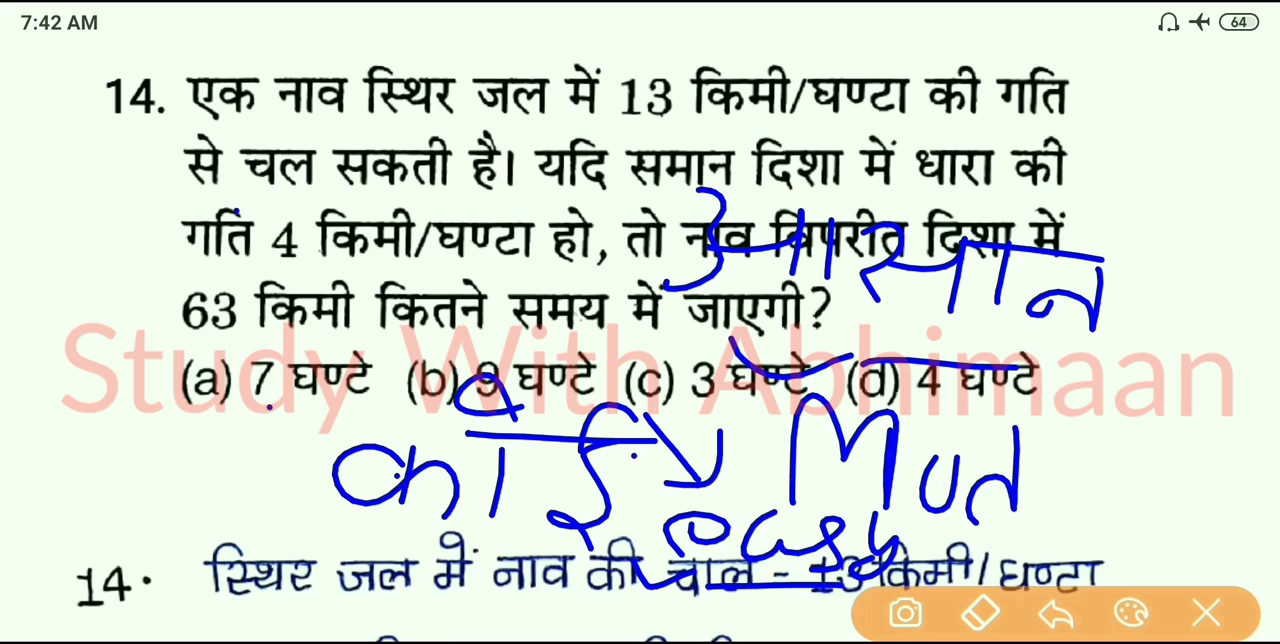 7:42 AM
64
14. एक नाव स्थिर जल में 13 किमी/घण्टा की गति
से चल सकती है। यदि समान दिशा में धारा की
गति 4 किमी/घण्टा हो, तो नाव विपरीत दिशा में
63 किमी कितने समय में जाएगी?
आसान
Study With Abhimaan
(a) 7 घण्टे (b) 9 घण्टे (c) 3 घण्टे (d) 4 घण्टे
easy
14. स्थिर जल में नाव की चाल - 13 किमी/घण्टा